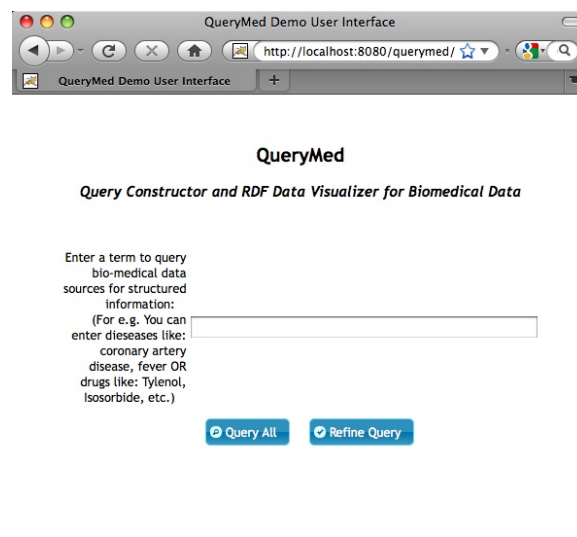 QueryMed Demo User Interface
http://localhost:8080/querymed/
QueryMed Demo User Interface +
QueryMed
Query Constructor and RDF Data Visualizer for Biomedical Data
Enter a term to query
bio-medical data
sources for structured
information:
(For e.g. You can
enter dieseases like:
coronary artery
disease, fever OR
drugs like: Tylenol,
Isosorbide, etc.)
Query All Refine Query